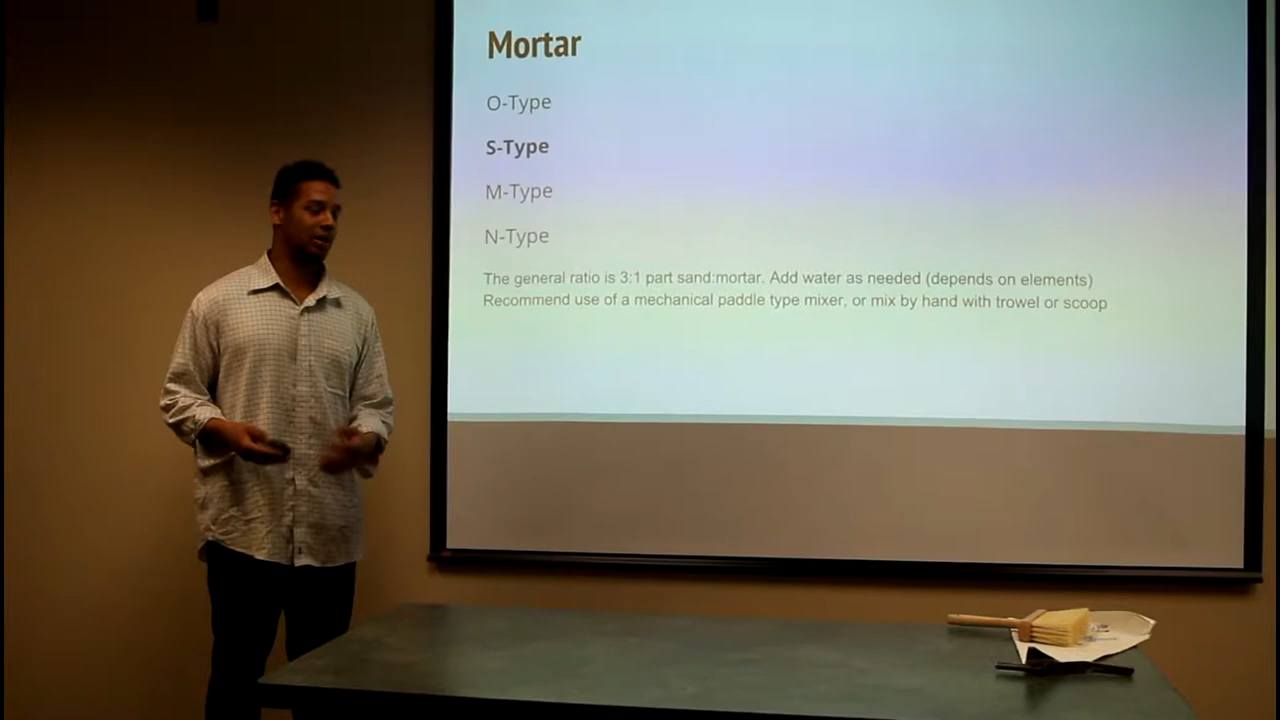 Mortar
O-Type
S-Type
M-Type
N-Type
The general ratio is 3:1 part sand:mortar. Add water as needed (depends on elements)
Recommend use of a mechanical paddle type mixer, or mix by hand with trowel or scoop